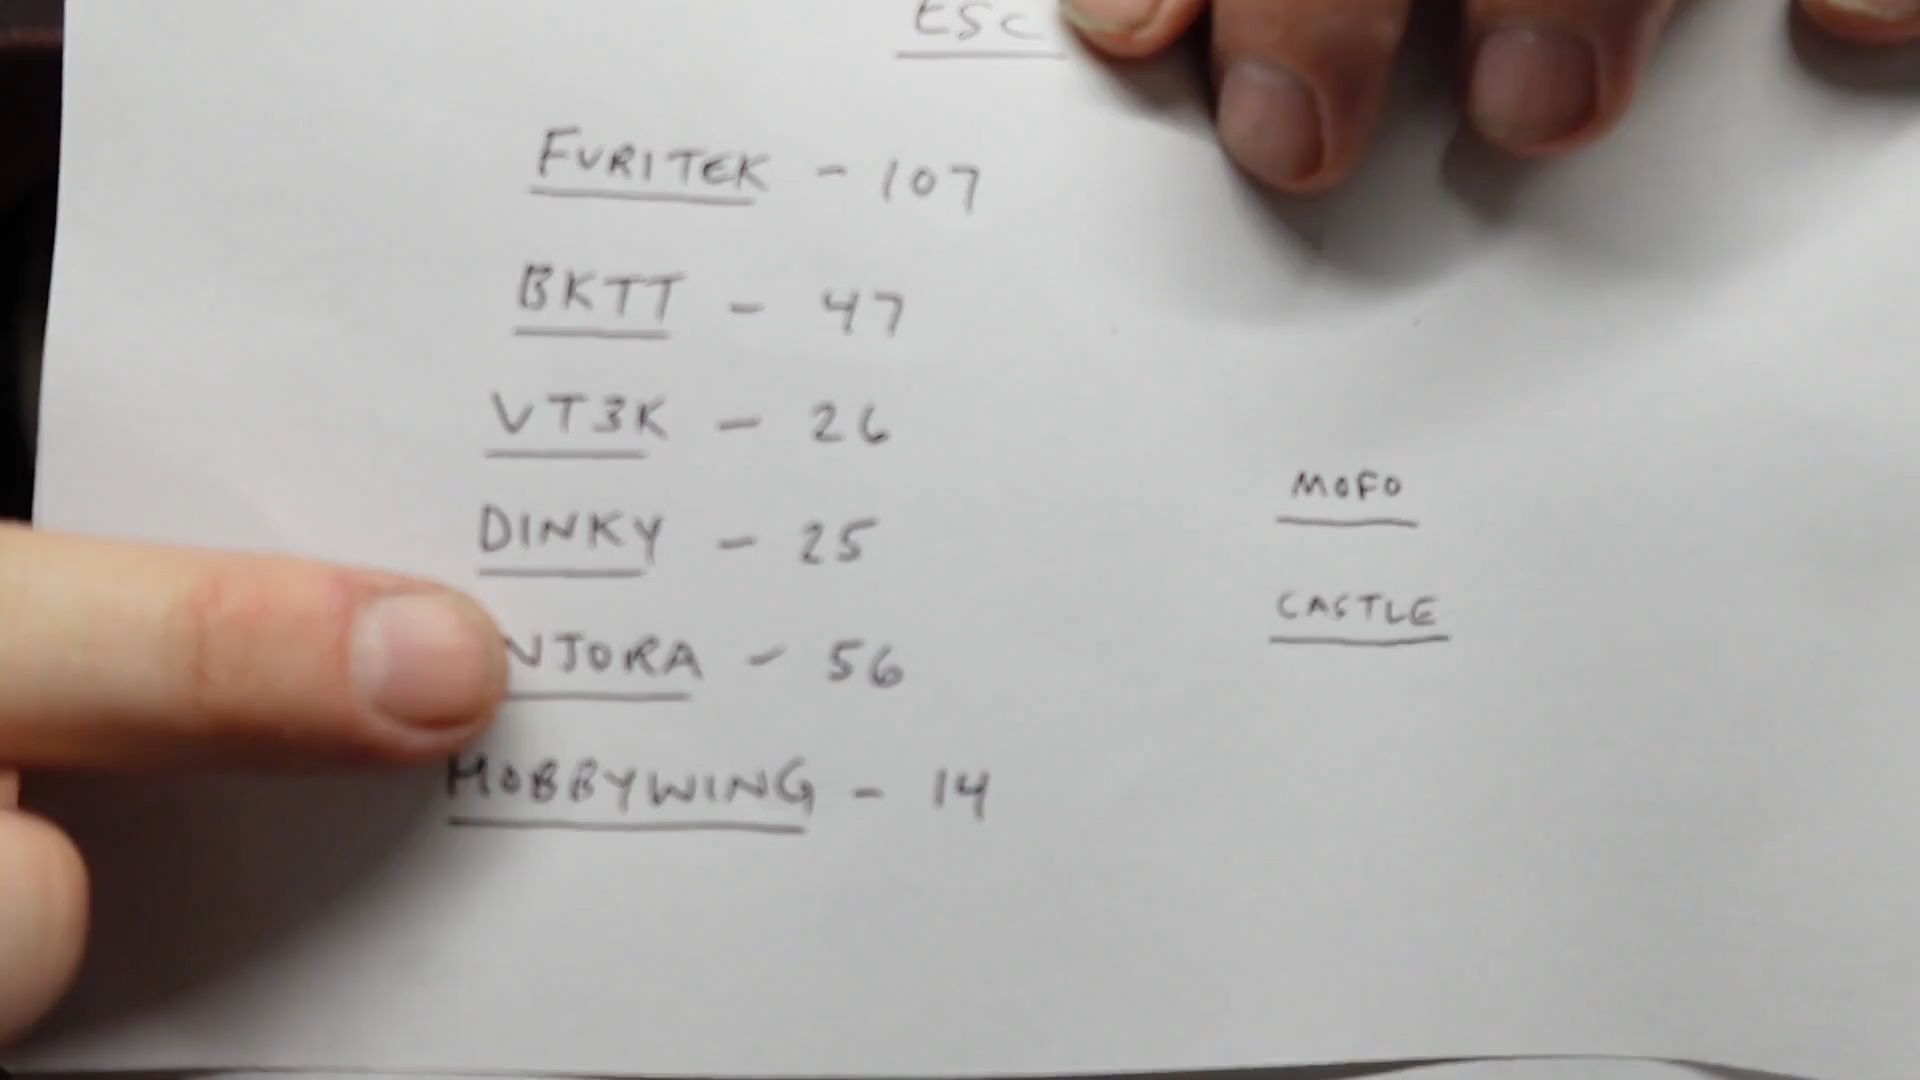 ESC
FURITEK - 107
BKTT - 47
VT3K - 26
DINKY - 25
NJORA - 56
HOBBYWING - 14
MOFO
CASTLE